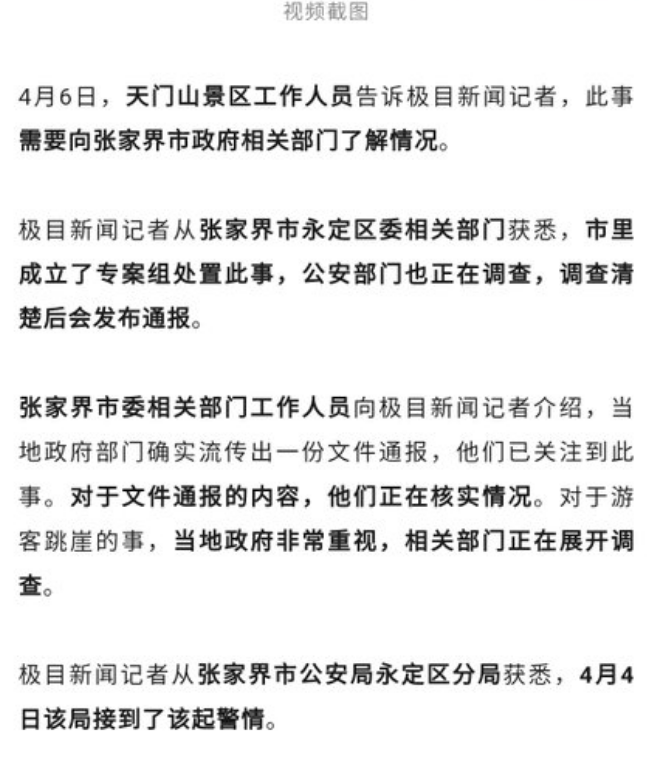 视频截图
4月6日，天门山景区工作人员告诉极目新闻记者，此事
需要向张家界市政府相关部门了解情况。
极目新闻记者从张家界市永定区委相关部门获悉，市里
成立了专案组处置此事，公安部门也正在调查，调查清
楚后会发布通报。
张家界市委相关部门工作人员向极目新闻记者介绍，当
地政府部门确实流传出一份文件通报，他们已关注到此
事。对于文件通报的内容，他们正在核实情况。对于游
客跳崖的事，当地政府非常重视，相关部门正在展开调
查。
极目新闻记者从张家界市公安局永定区分局获悉，4月4
日该局接到了该起警情。